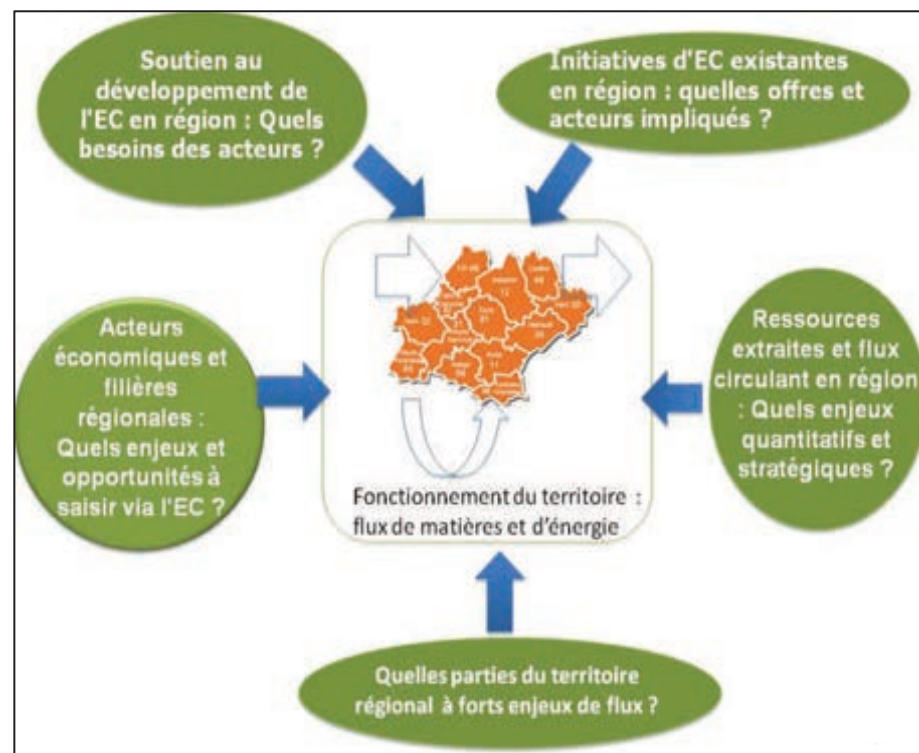 Soutien au
développement de
l'EC en région : Quels
besoins des acteurs ?
Initiatives d'EC existantes
en région : quelles offres et
acteurs impliqués ?
Acteurs
économiques et
filières
régionales :
Quels enjeux et
opportunités à
saisir via l'EC ?
Ressources
extraites et flux
circulant en région
: Quels enjeux
quantitatifs et
stratégiques ?
Fonctionnement du territoire :
flux de matières et d'énergie
Quelles parties du territoire
régional à forts enjeux de flux ?